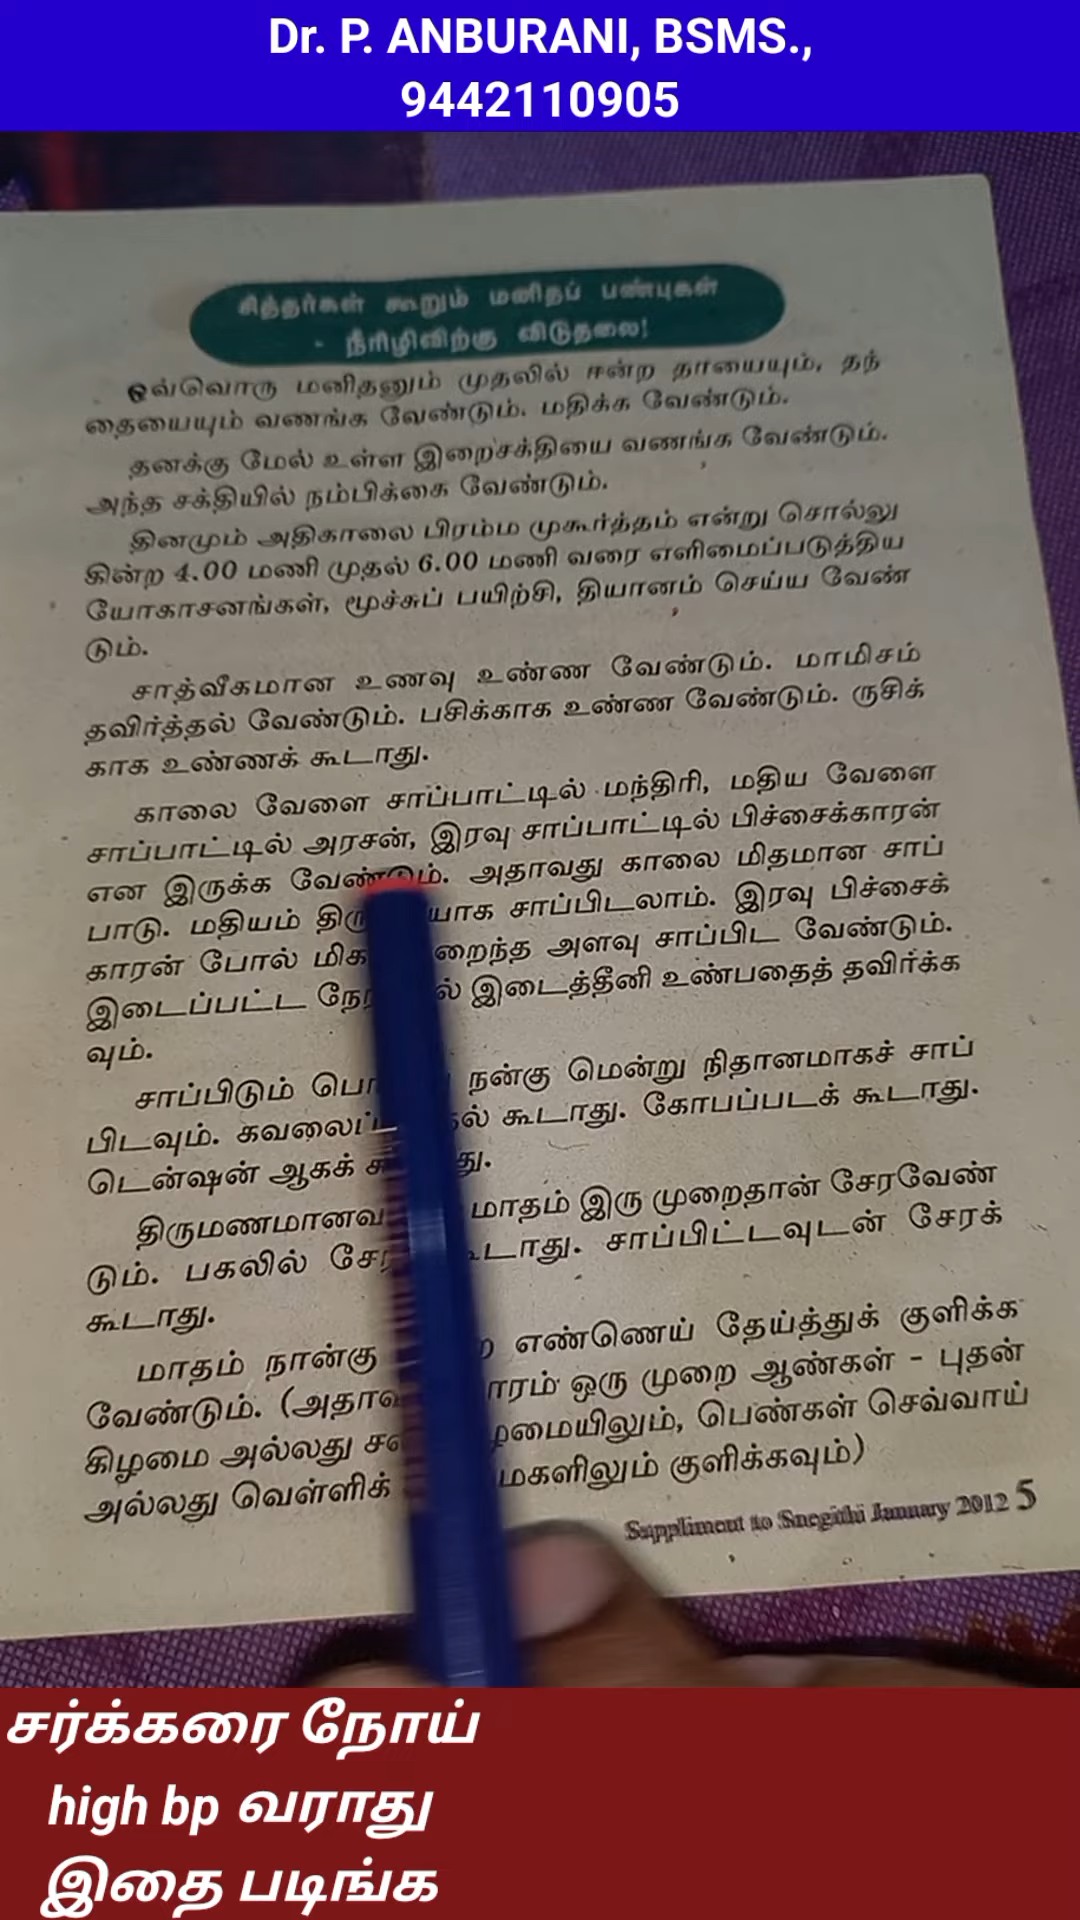 Dr. P. ANBURANI, BSMS.,
9442110905
சித்தர்கள் கூறும் மனிதப் பண்புகள்
- நீரிழிவிற்கு விடுதலை!
ஒவ்வொரு மனிதனும் முதலில் ஈன்ற தாயையும், தந்
தையையும் வணங்க வேண்டும். மதிக்க வேண்டும்.
தனக்கு மேல் உள்ள இறைசக்தியை வணங்க வேண்டும்.
அந்த சக்தியில் நம்பிக்கை வேண்டும்.
தினமும் அதிகாலை பிரம்ம முகூர்த்தம் என்று சொல்லு
கின்ற 4.00 மணி முதல் 6.00 மணி வரை எளிமைப்படுத்திய
யோகாசனங்கள், மூச்சுப் பயிற்சி, தியானம் செய்ய வேண்
டும்.
சாத்வீகமான உணவு உண்ண வேண்டும். மாமிசம்
தவிர்த்தல் வேண்டும். பசிக்காக உண்ண வேண்டும். ருசிக்
காக உண்ணக் கூடாது.
காலை வேளை சாப்பாட்டில் மந்திரி, மதிய வேளை
சாப்பாட்டில் அரசன், இரவு சாப்பாட்டில் பிச்சைக்காரன்
என இருக்க வேண்டும். அதாவது காலை மிதமான சாப்
பாடு. மதியம் சாப்பிடலாம். இரவு பிச்சைக்
காரன் போல் அளவு சாப்பிட வேண்டும்.
இடைப்பட்ட இடைத்தீனி உண்பதைத் தவிர்க்க
வும்.
சாப்பிடும் நன்கு மென்று நிதானமாகச் சாப்
பிடவும். கூடாது. கோபப்படக் கூடாது.
டென்ஷன் ஆகக்
மாதம் இரு முறைதான் சேரவேண்
டும். பகலில் சாப்பிட்டவுடன் சேரக்
கூடாது.
மாதம் நான்கு எண்ணெய் தேய்த்துக் குளிக்க
வேண்டும். ஒரு முறை ஆண்கள் - புதன்
கிழமை அல்லது பெண்கள் செவ்வாய்
அல்லது வெள்ளிக் குளிக்கவும்)
Suppliment to Snegithi January 2012 5
சர்க்கரை நோய்
high bp வராது
இதை படிங்க